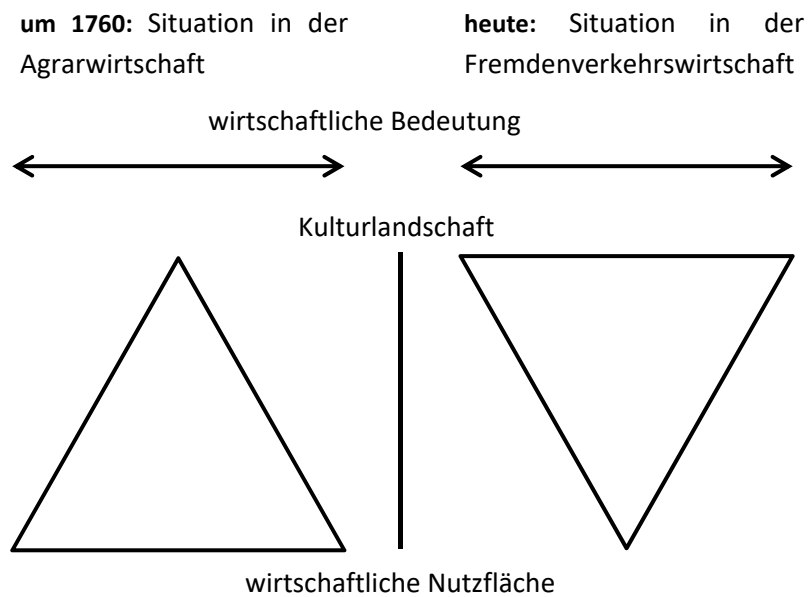 um 1760: Situation in der
Agrarwirtschaft
heute: Situation in der
Fremdenverkehrswirtschaft
wirtschaftliche Bedeutung
Kulturlandschaft
wirtschaftliche Nutzfläche